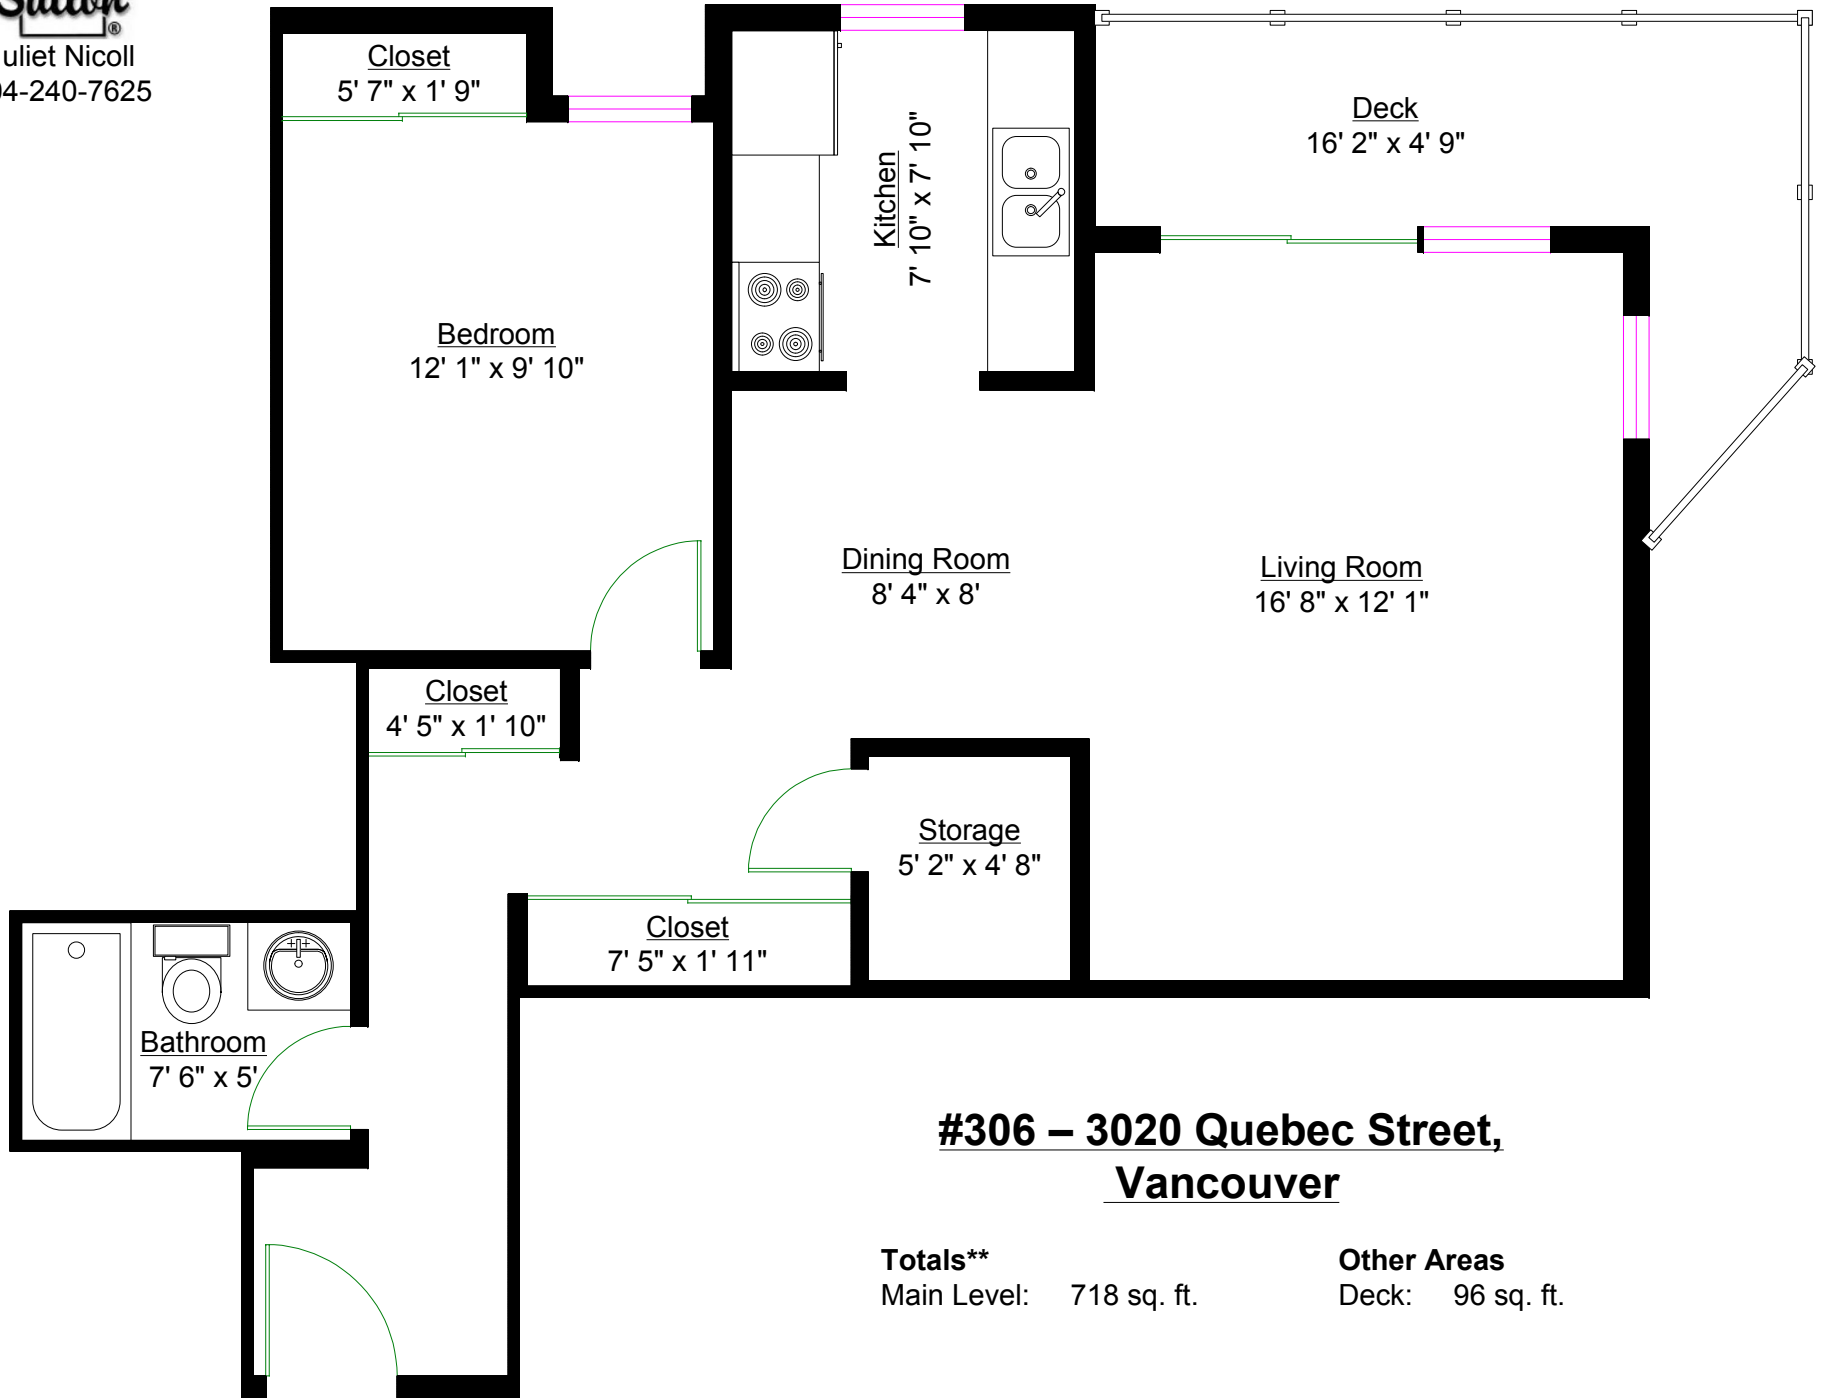 Sutton
®
uliet Nicoll
04-240-7625
Closet
5' 7" x 1' 9"
Kitchen
7' 10" x 7' 10"
Deck
16' 2" x 4' 9"
Bedroom
12' 1" x 9' 10"
Dining Room
8' 4" x 8'
Living Room
16' 8" x 12' 1"
Closet
4' 5" x 1' 10"
Storage
5' 2" x 4' 8"
Closet
7' 5" x 1' 11"
Bathroom
7' 6" x 5'
#306 – 3020 Quebec Street,
Vancouver
Totals**
Main Level: 718 sq. ft.
Other Areas
Deck: 96 sq. ft.